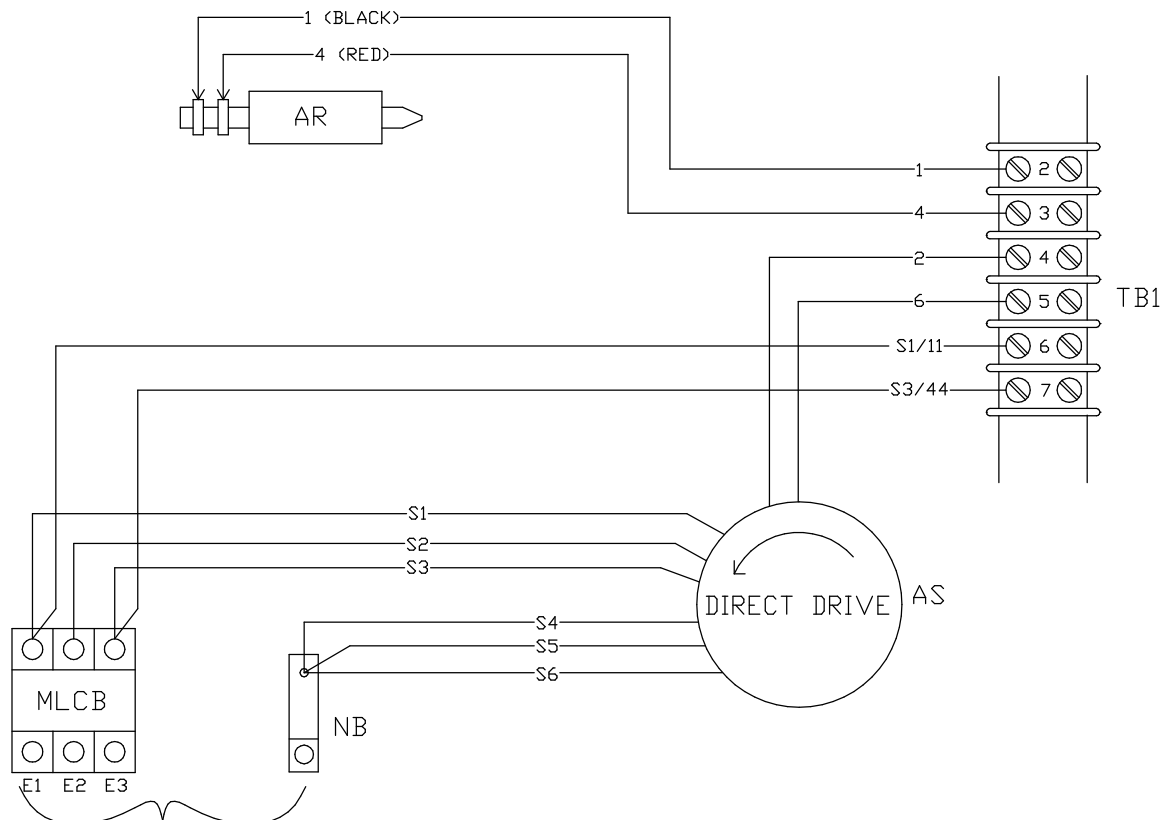 1 (BLACK)
4 (RED)
AR
1
2
4
3
2
4
6
5
TB1
S1/11
6
S3/44
7
S1
S2
S3
DIRECT DRIVE
AS
S4
S5
S6
MLCB
NB
E1 E2 E3